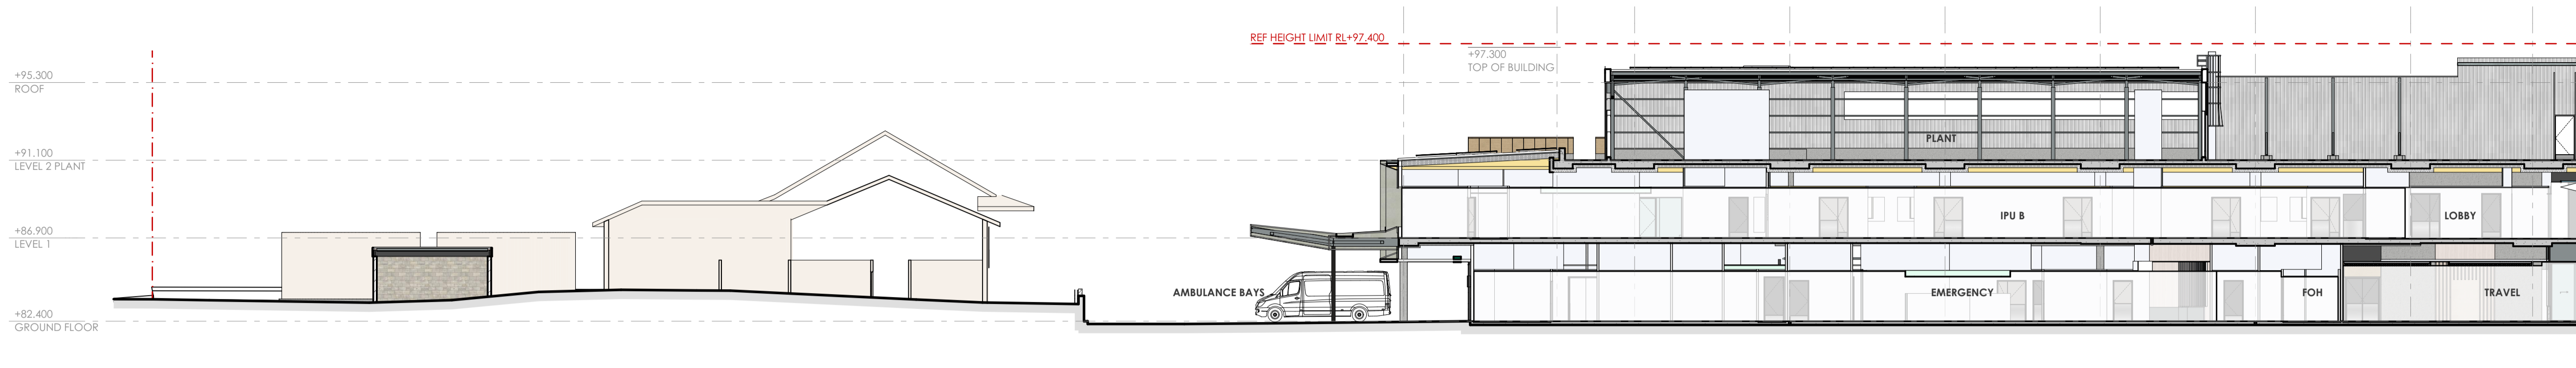 REF HEIGHT LIMIT RL+97.400
+97.300
TOP OF BUILDING
+95.300
ROOF
PLANT
+91.100
LEVEL 2 PLANT
IPU B
LOBBY
+86.900
LEVEL 1
AMBULANCE BAYS
EMERGENCY
FOH
TRAVEL
+82.400
GROUND FLOOR